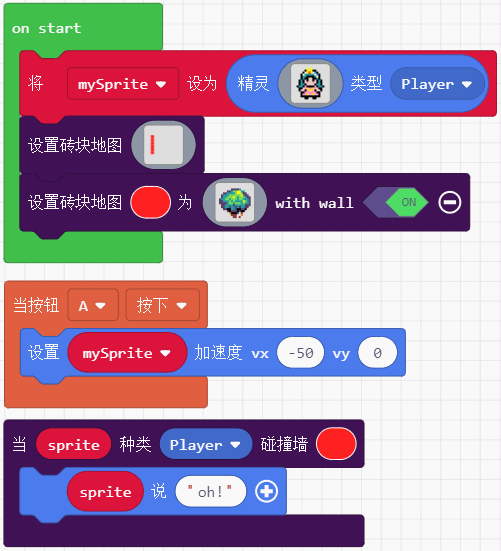 on start
将 mySprite 设为 精灵 类型 Player
设置砖块地图
设置砖块地图 为 with wall ON
当按钮 A 按下
设置 mySprite 加速度 vx -50 vy 0
当 sprite 种类 Player 碰撞墙
sprite 说 "oh!"